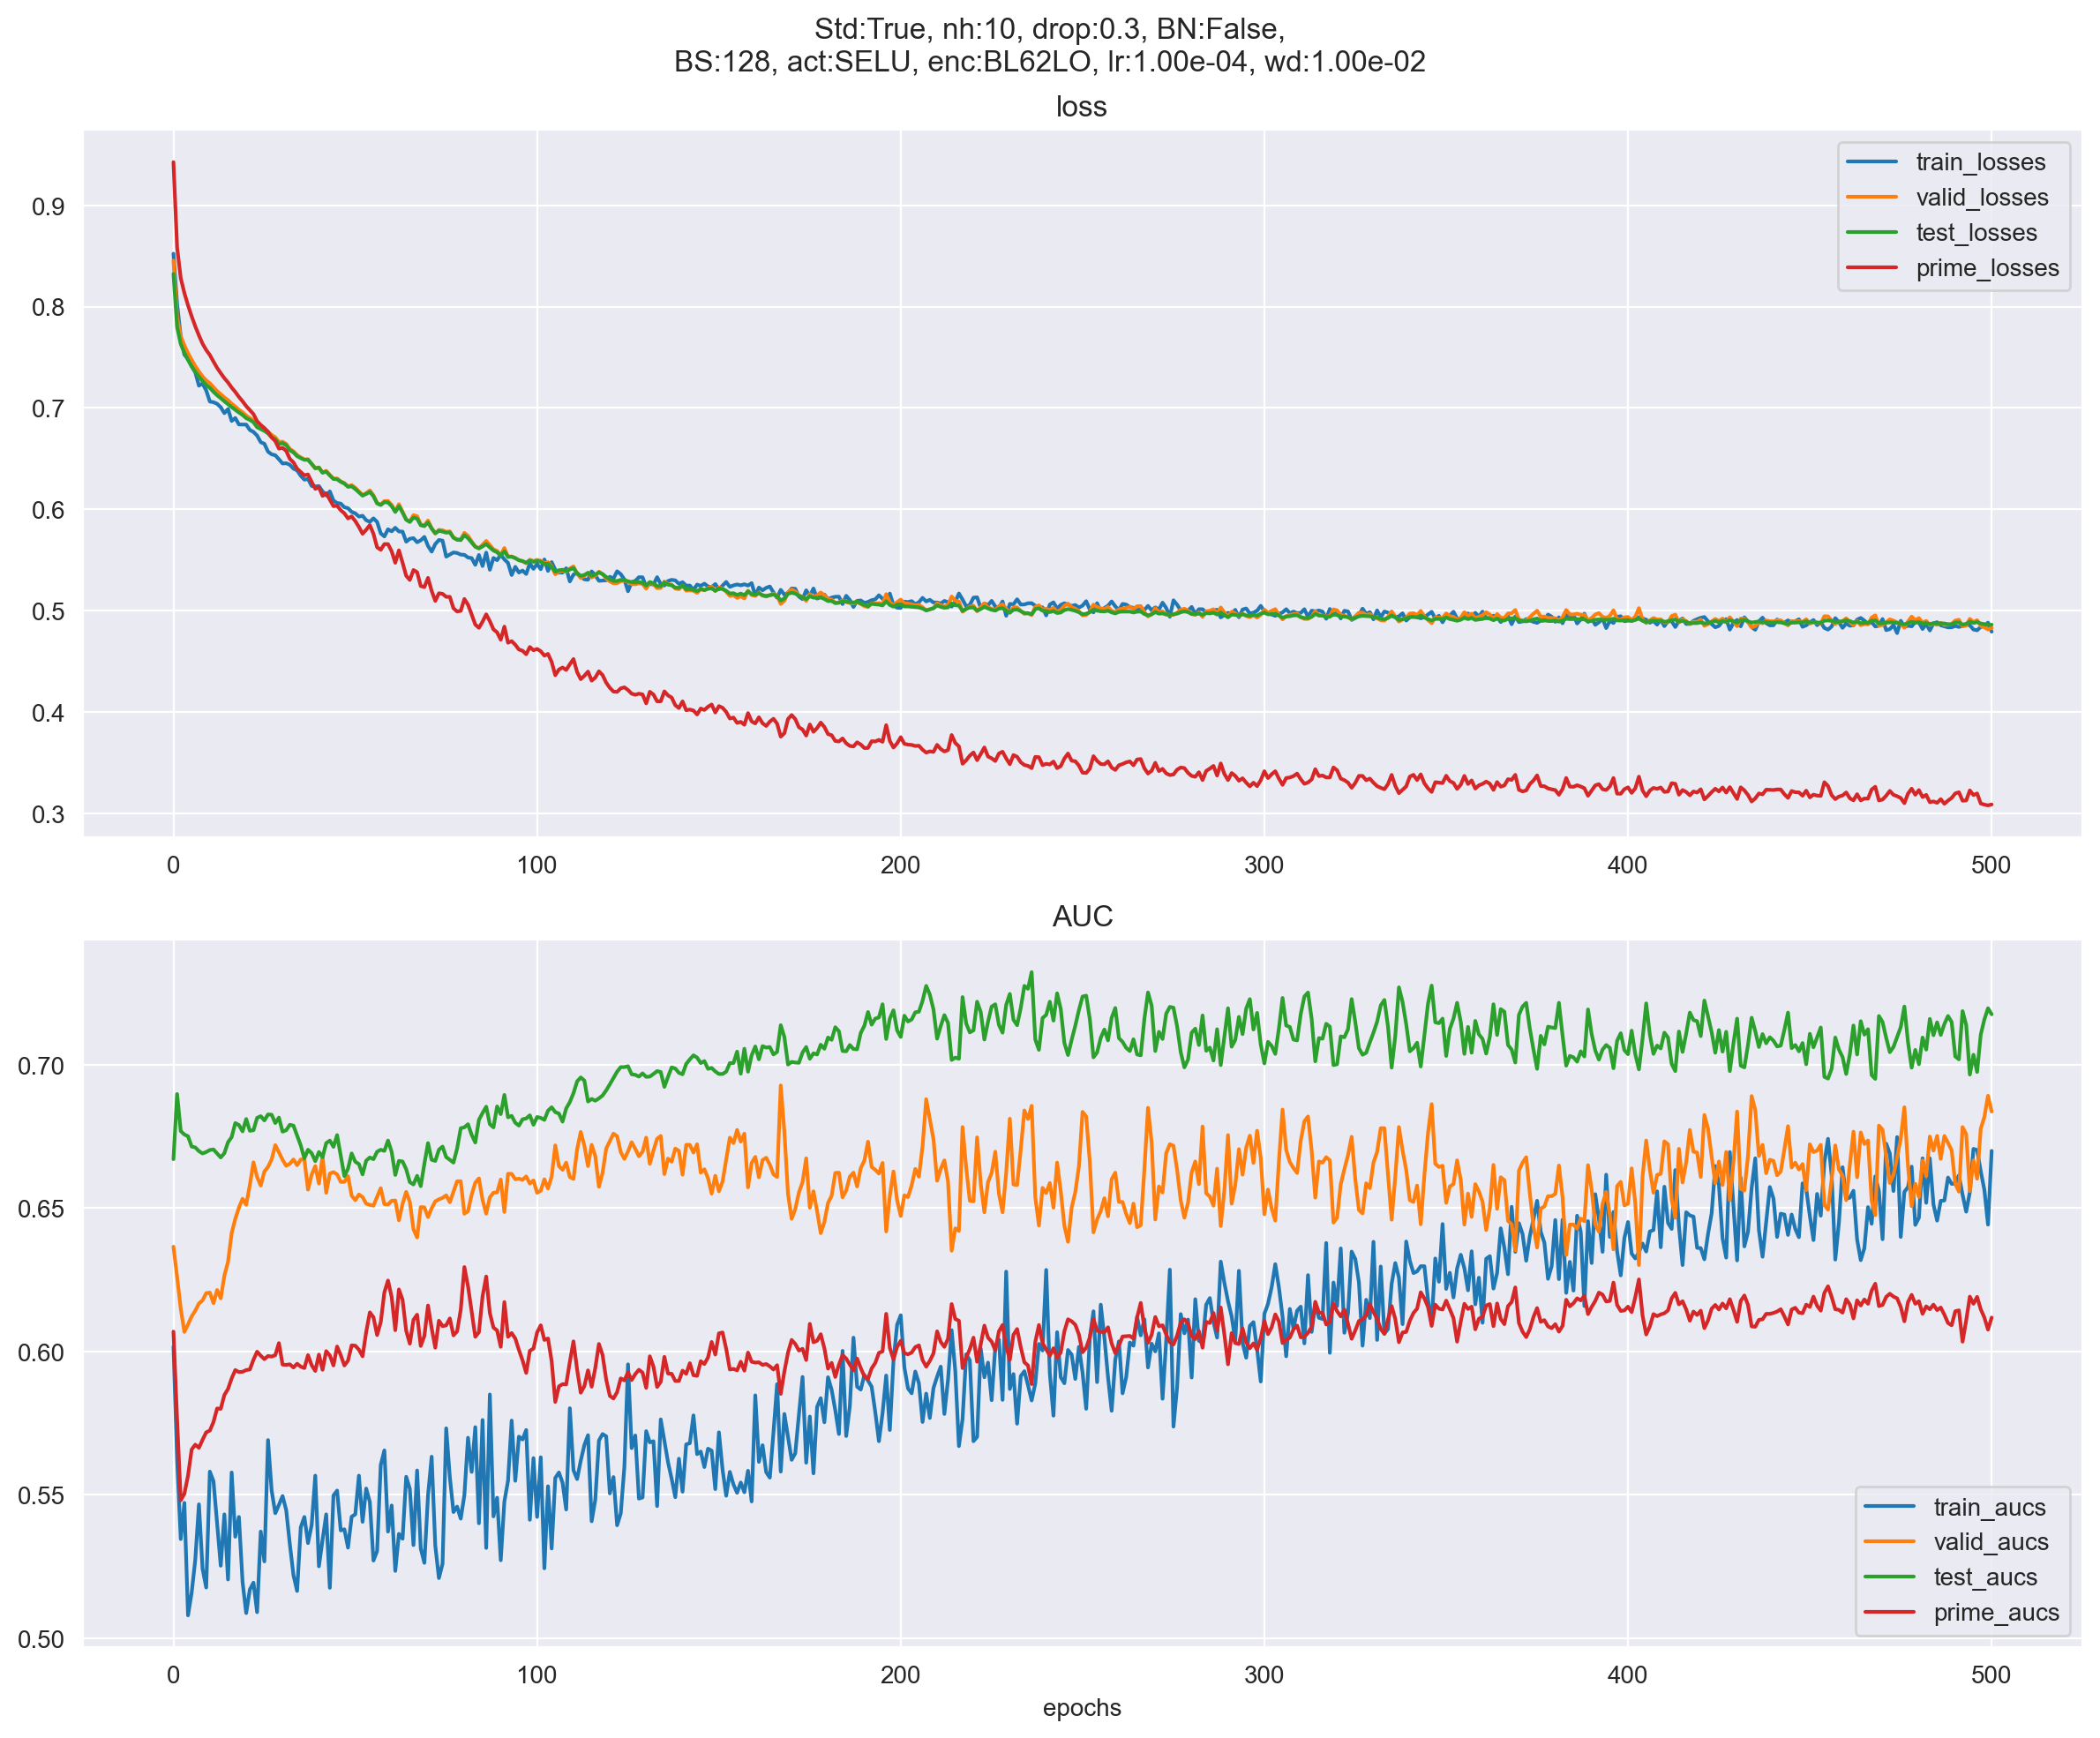 Std:True, nh:10, drop:0.3, BN:False,
BS:128, act:SELU, enc:BL62LO, lr:1.00e-04, wd:1.00e-02
loss
train_losses
valid_losses
test_losses
prime_losses
0.9
0.8
0.7
0.6
0.5
0.4
0.3
0 100 200 300 400 500
AUC
0.70
0.65
0.60
0.55
0.50
train_aucs
valid_aucs
test_aucs
prime_aucs
0 100 200 300 400 500
epochs